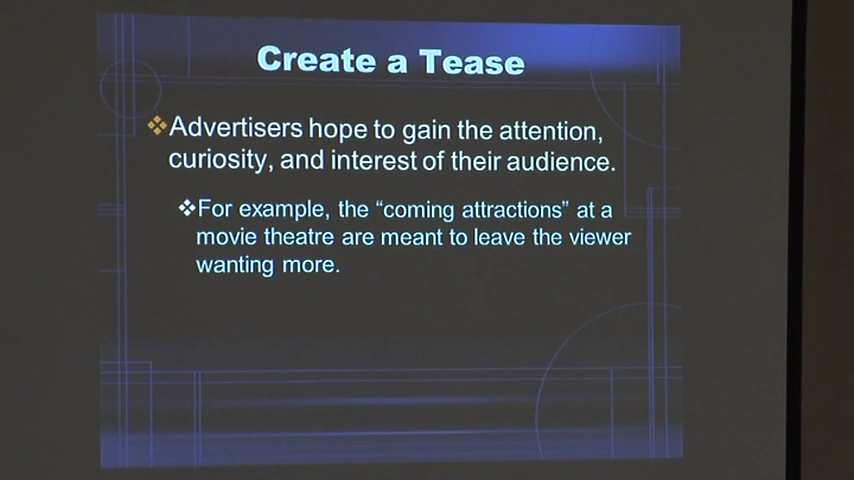 Create a Tease
Advertisers hope to gain the attention,
curiosity, and interest of their audience.
For example, the “coming attractions” at a
movie theatre are meant to leave the viewer
wanting more.